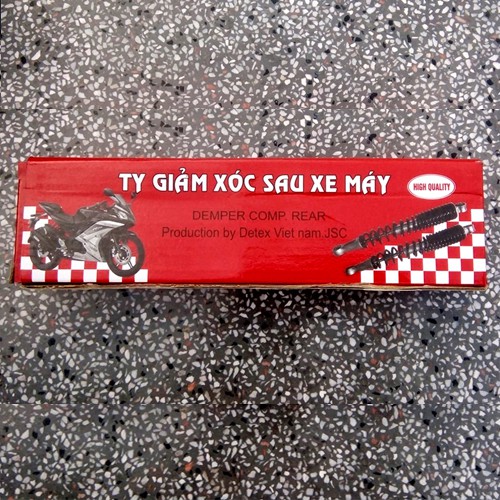 TY GIẢM XÓC SAU XE MÁY
HIGH QUALITY
DEMPER COMP. REAR
Production by Detex Viet nam.JSC